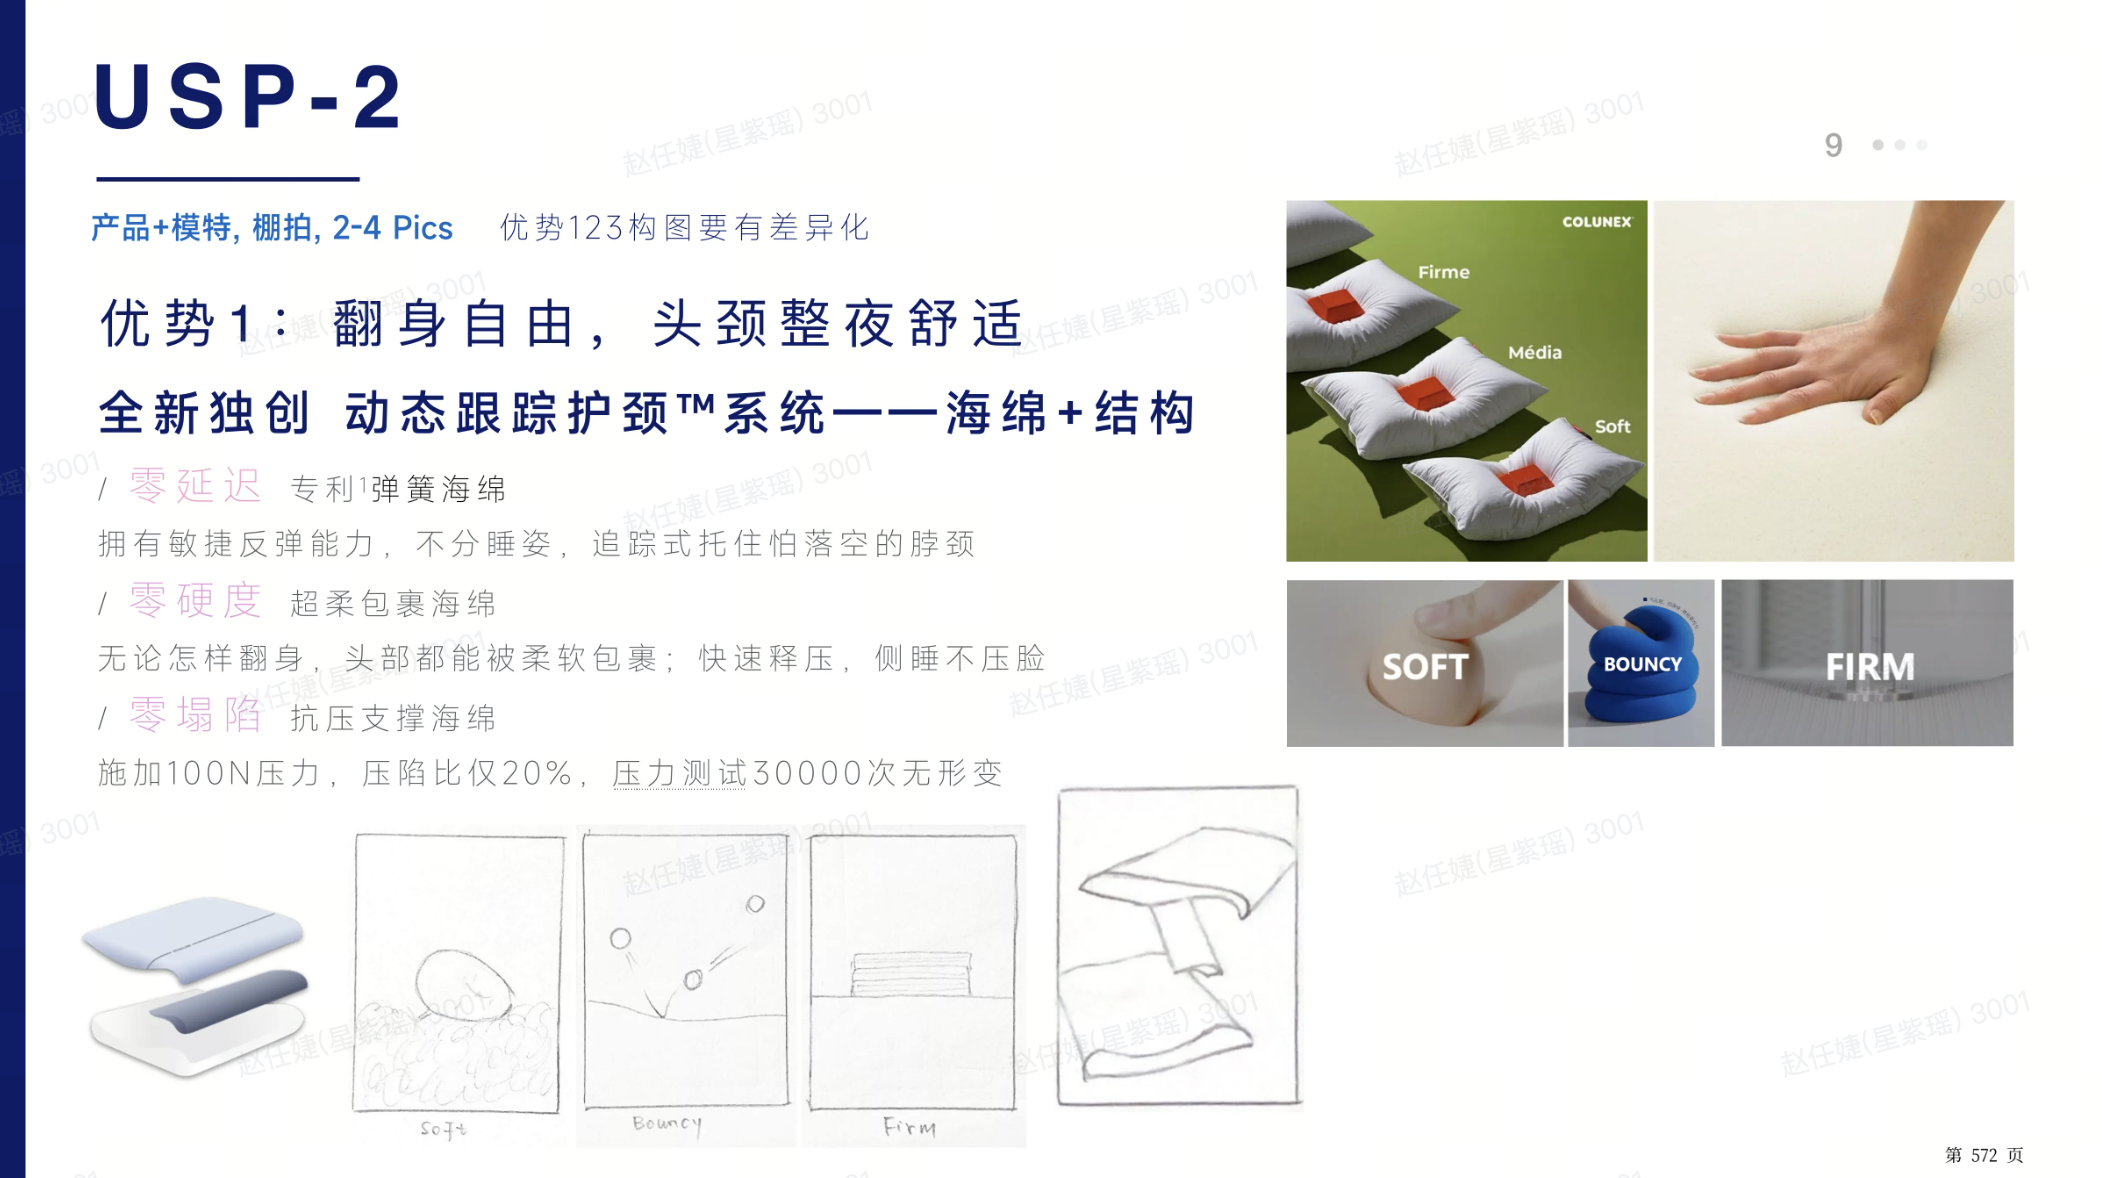 USP-2
9
产品+模特, 棚拍, 2-4 Pics 优势123构图要有差异化
优势1：翻身自由，头颈整夜舒适
全新独创 动态跟踪护颈™系统——海绵+结构
/ 零延迟 专利¹弹簧海绵
拥有敏捷反弹能力，不分睡姿，追踪式托住怕落空的脖颈
/ 零硬度 超柔包裹海绵
无论怎样翻身，头部都能被柔软包裹；快速释压，侧睡不压脸
/ 零塌陷 抗压支撑海绵
施加100N压力，压陷比仅20%，压力测试30000次无形变
COLUNEX
Firme
Média
Soft
SOFT
BOUNCY
FIRM
Soft
Bouncy
Firm
赵任婕(星紫瑶) 3001
第 572 页